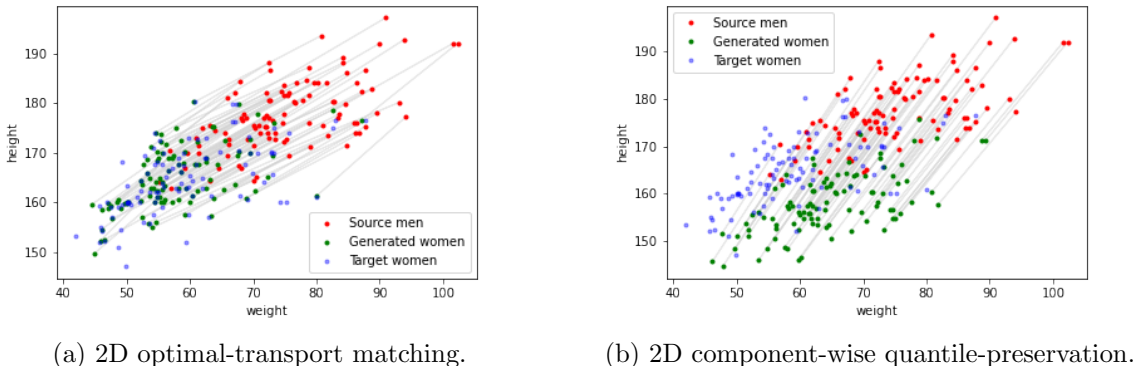 190
180
170
160
150
height
40
50
60
70
80
90
100
weight
Source men
Generated women
Target women
(a) 2D optimal-transport matching.
190
180
170
160
150
height
40
50
60
70
80
90
100
weight
Source men
Generated women
Target women
(b) 2D component-wise quantile-preservation.